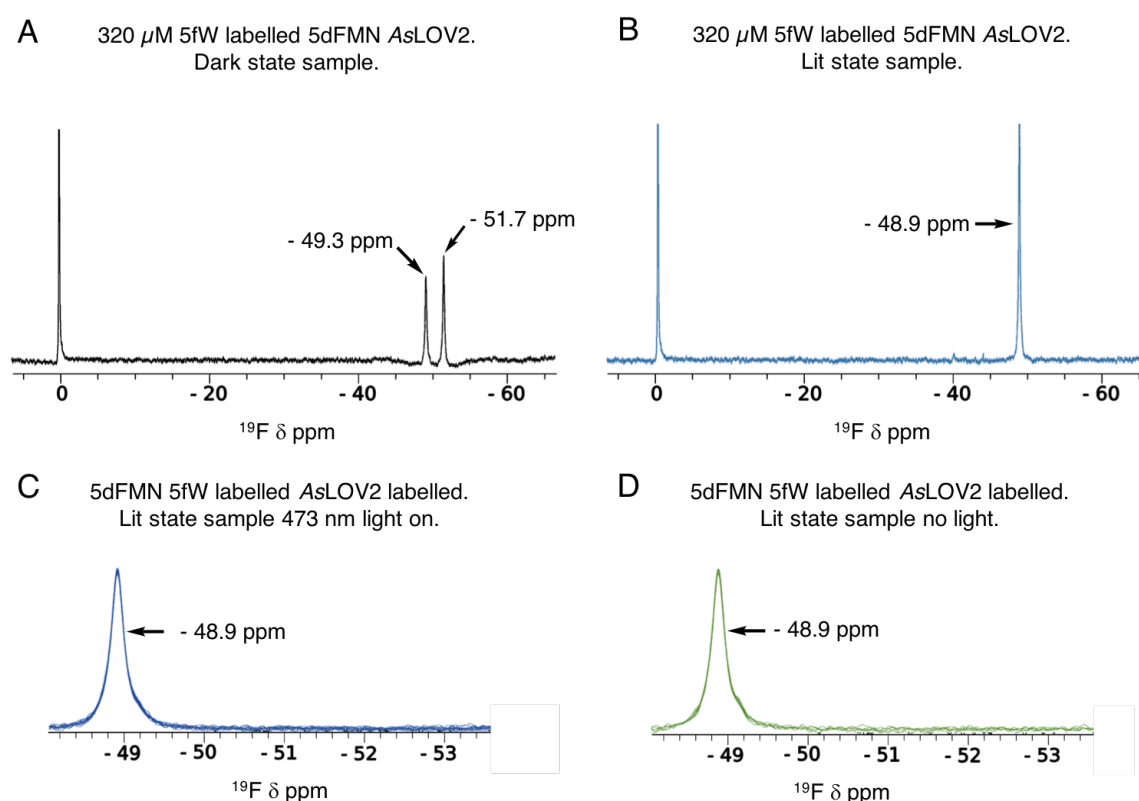 A
320 µM 5fW labelled 5dFMN AsLOV2.
Dark state sample.
- 49.3 ppm
- 51.7 ppm
0
- 20
- 40
- 60
19F δ ppm
B
320 µM 5fW labelled 5dFMN AsLOV2.
Lit state sample.
- 48.9 ppm
0
- 20
- 40
- 60
19F δ ppm
C
5dFMN 5fW labelled AsLOV2 labelled.
Lit state sample 473 nm light on.
- 48.9 ppm
- 49
- 50
- 51
- 52
- 53
19F δ ppm
D
5dFMN 5fW labelled AsLOV2 labelled.
Lit state sample no light.
- 48.9 ppm
- 49
- 50
- 51
- 52
- 53
19F δ ppm